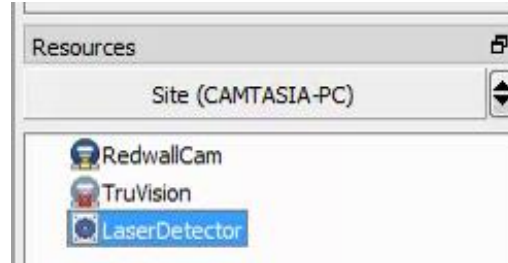 Resources
Site (CAMTASIA-PC)
RedwallCam
TruVision
LaserDetector